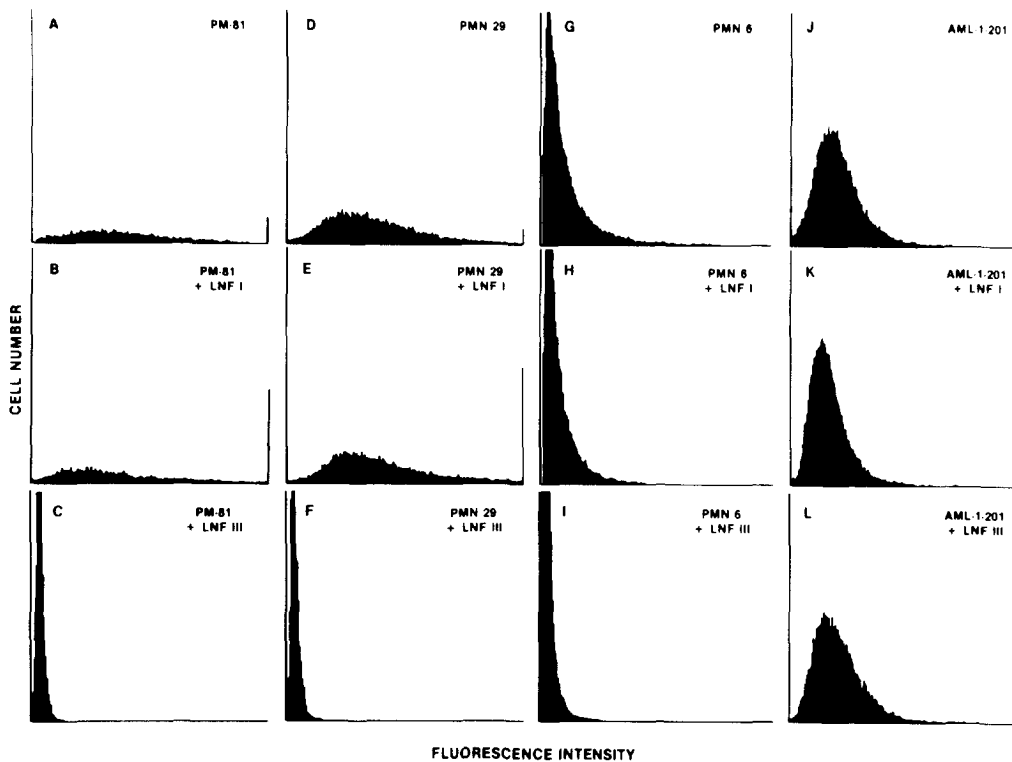 A PM-81
D PMN 29
G PMN 6
J AML-1-201
B PM-81
+ LNF I
E PMN 29
+ LNF I
H PMN 6
+ LNF I
K AML-1-201
+ LNF I
C PM-81
+ LNF III
F PMN 29
+ LNF III
I PMN 6
+ LNF III
L AML-1-201
+ LNF III
CELL NUMBER
FLUORESCENCE INTENSITY